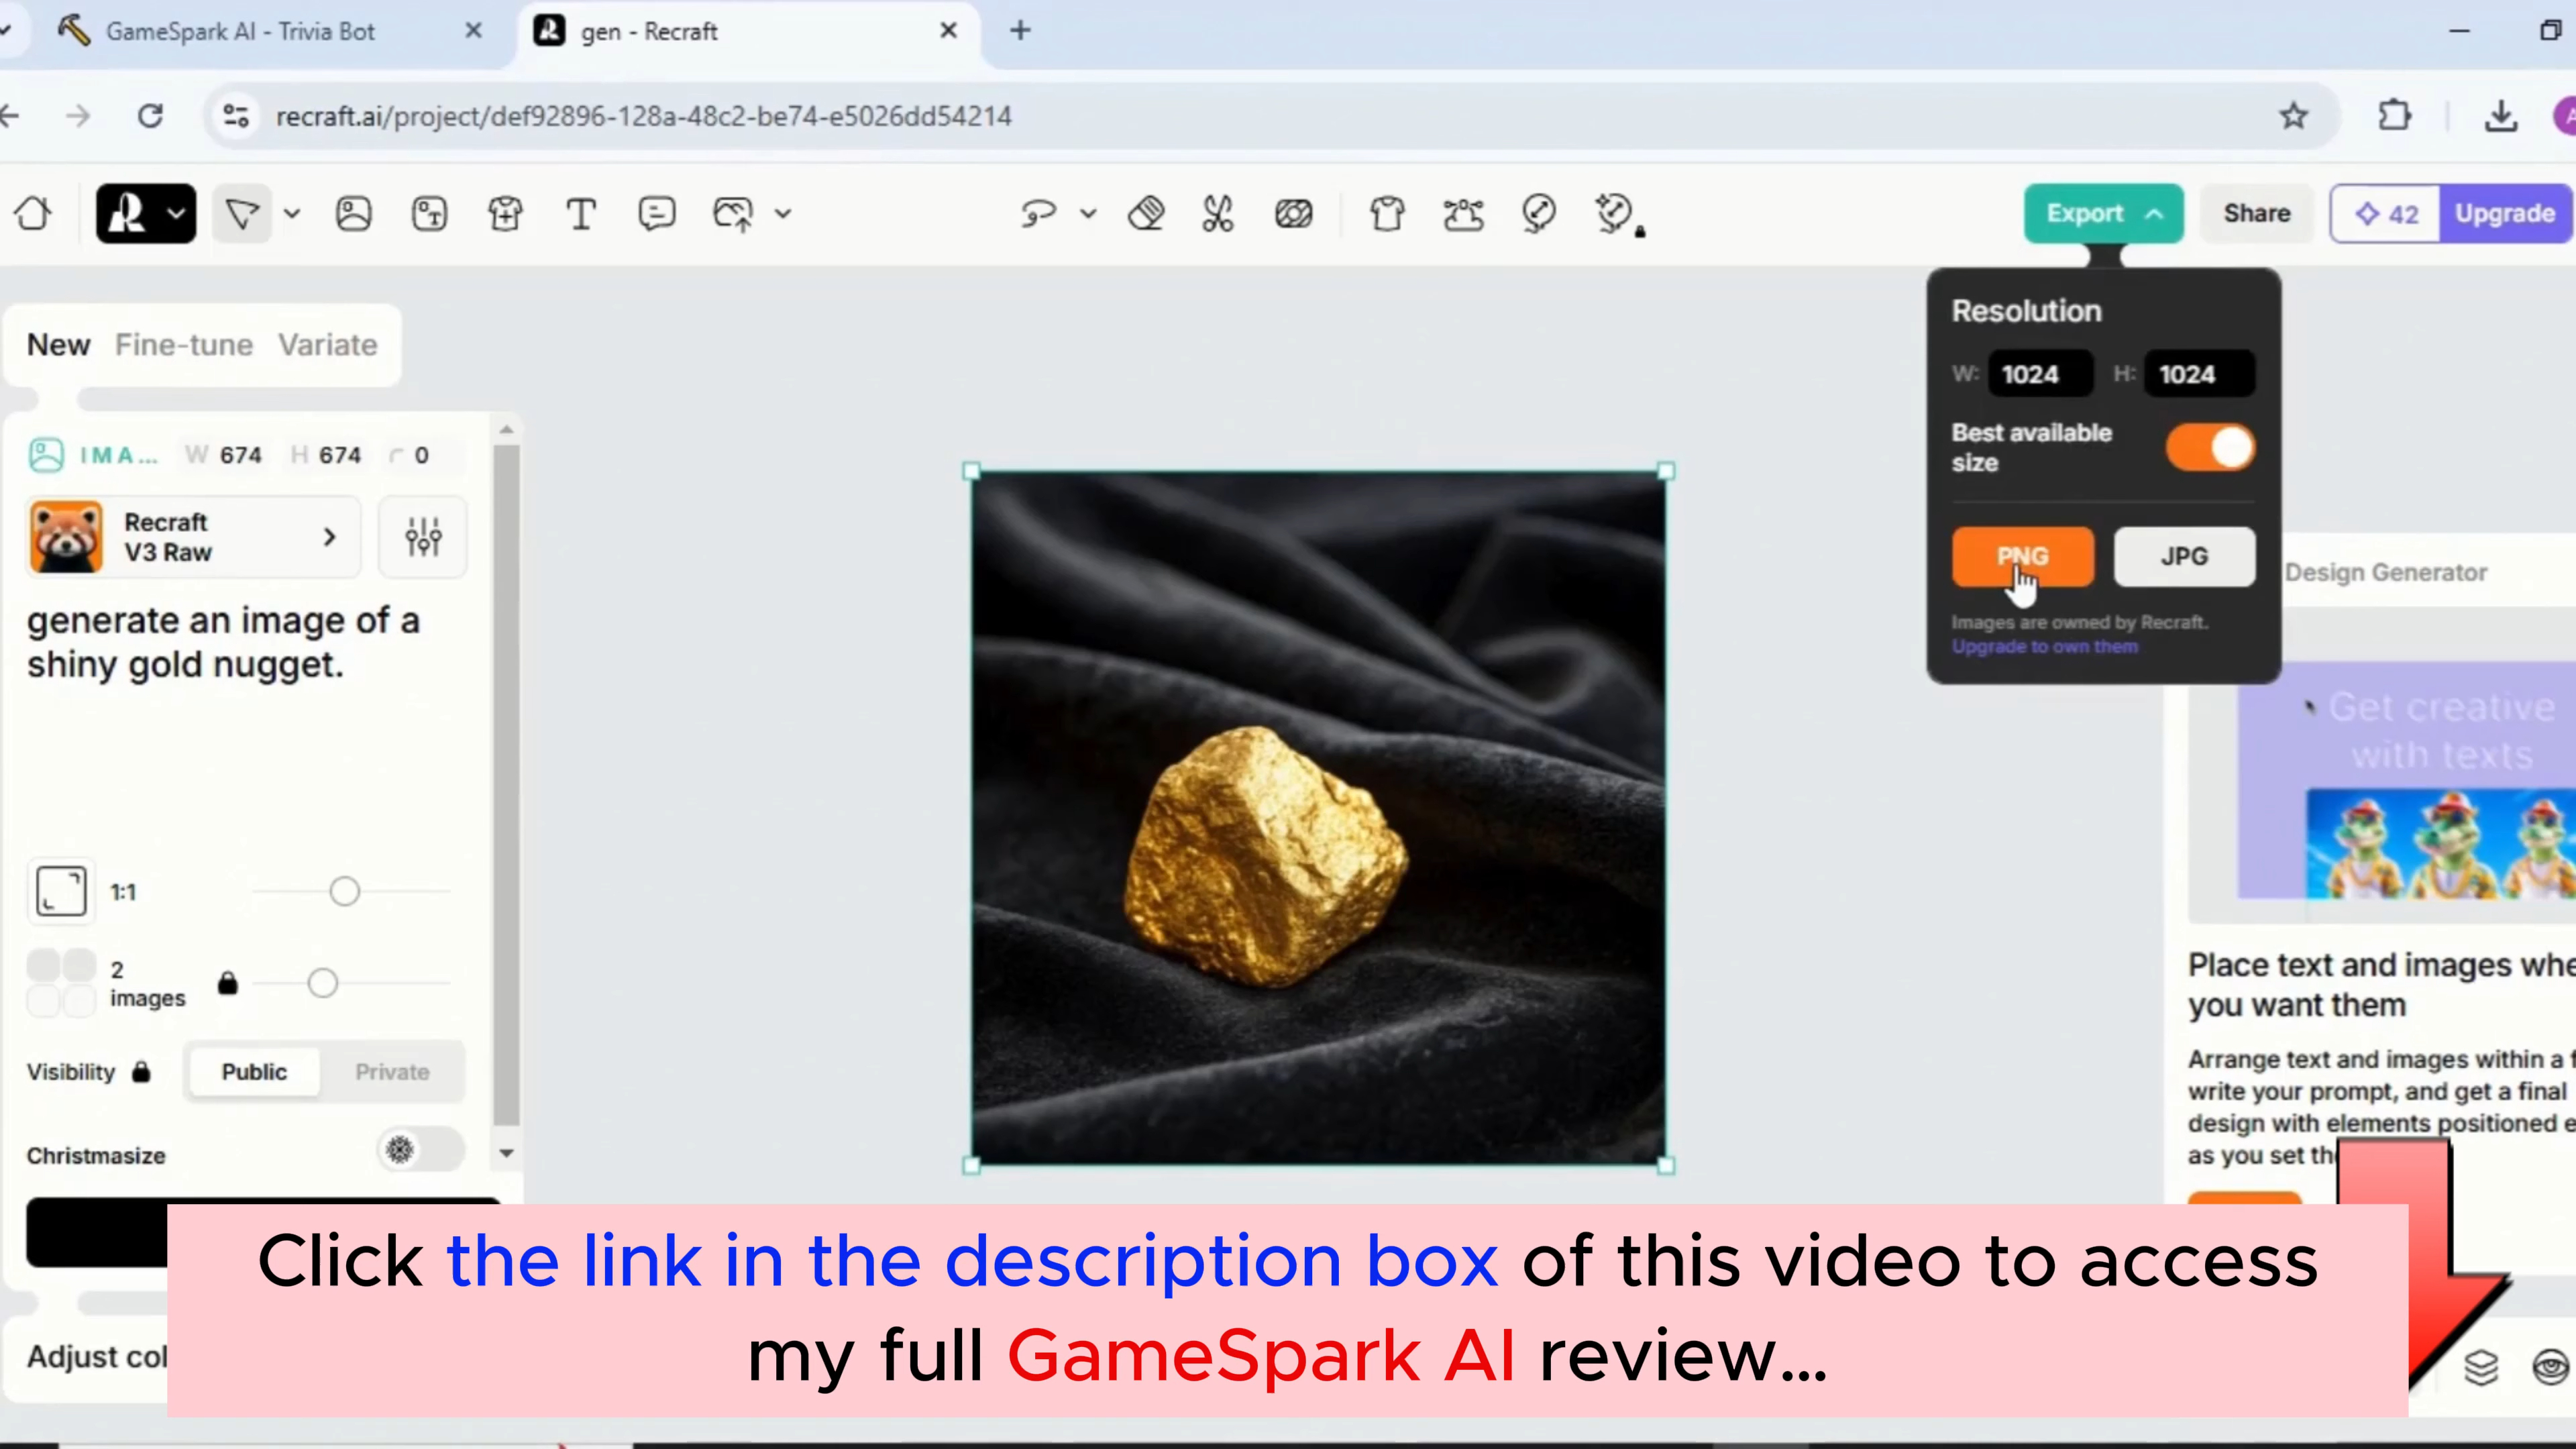 GameSpark AI - Trivia Bot
gen - Recraft
recraft.ai/project/def92896-128a-48c2-be74-e5026dd54214
Export
Share
42
Upgrade
Resolution
W: 1024 H: 1024
Best available
size
PNG JPG
Images are owned by Recraft.
Upgrade to own them
New Fine-tune Variate
IMA... W 674 H 674 0
Recraft
V3 Raw
generate an image of a
shiny gold nugget.
1:1
2
images
Visibility Public Private
Christmasize
Adjust col
Design Generator
Get creative
with texts
Place text and images whe
you want them
Arrange text and images within a f
write your prompt, and get a final
design with elements positioned e
as you set th
Click the link in the description box of this video to access
my full GameSpark AI review...